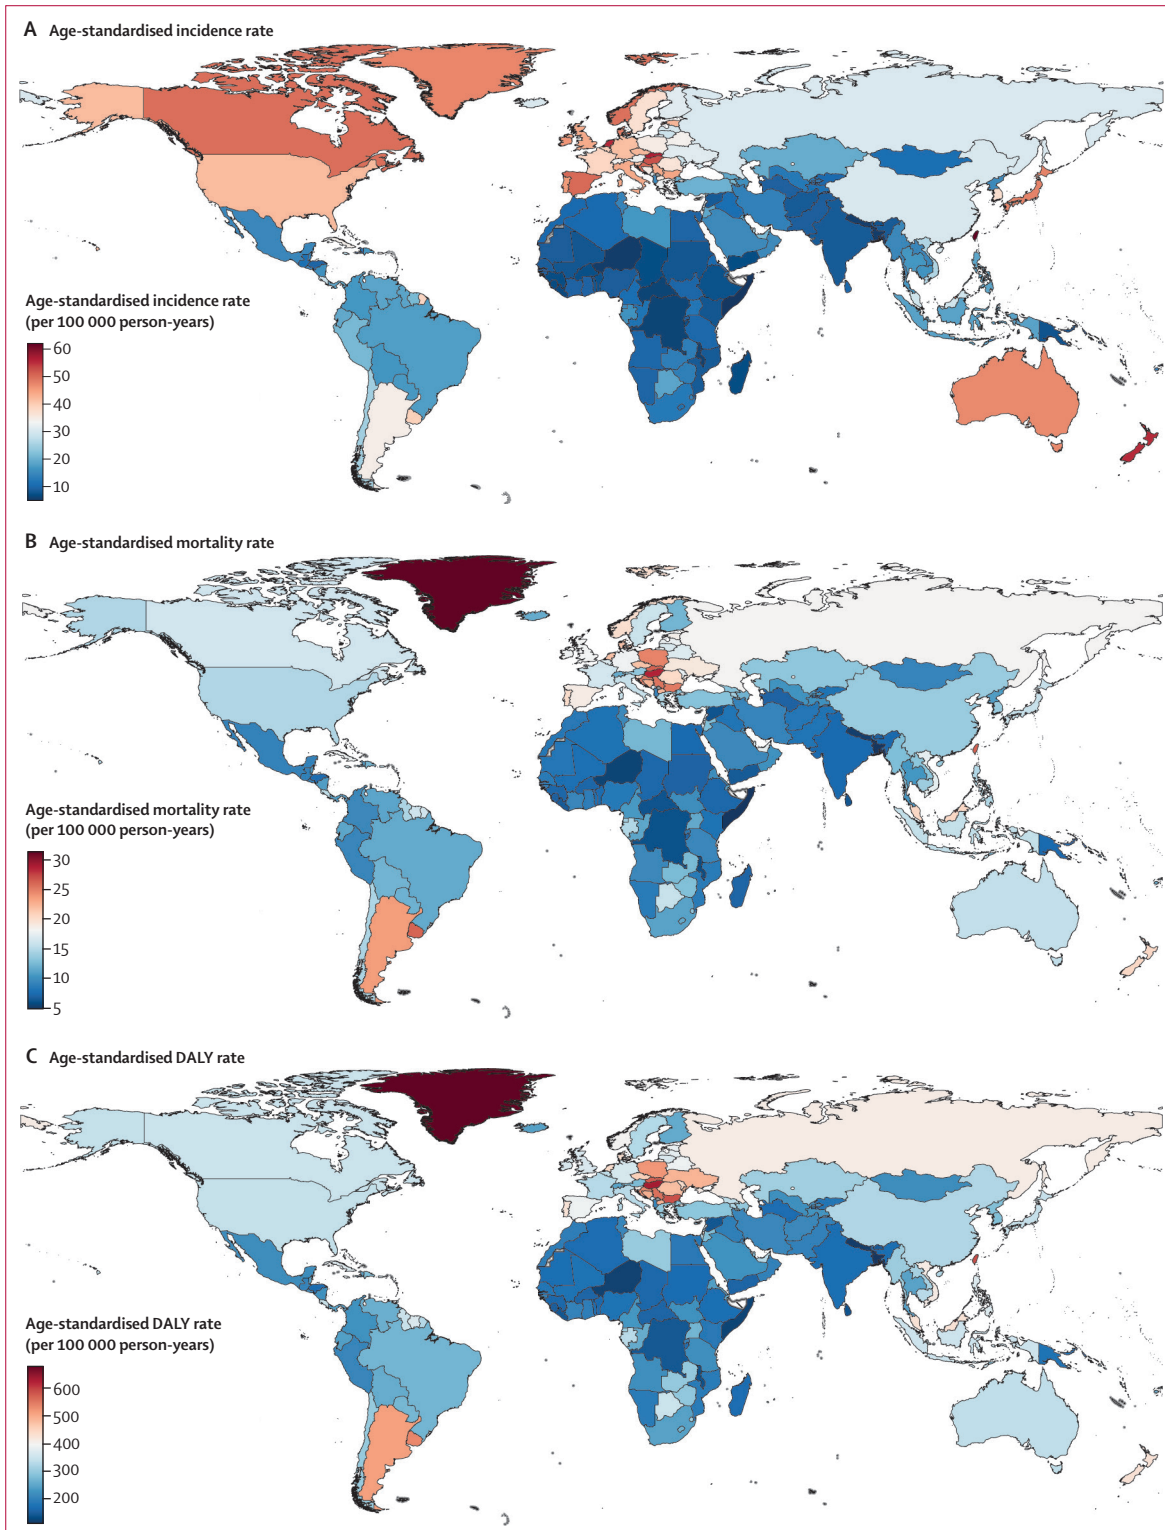 A Age-standardised incidence rate
Age-standardised incidence rate
(per 100 000 person-years)
60
50
40
30
20
10
B Age-standardised mortality rate
Age-standardised mortality rate
(per 100 000 person-years)
30
25
20
15
10
5
C Age-standardised DALY rate
Age-standardised DALY rate
(per 100 000 person-years)
600
500
400
300
200